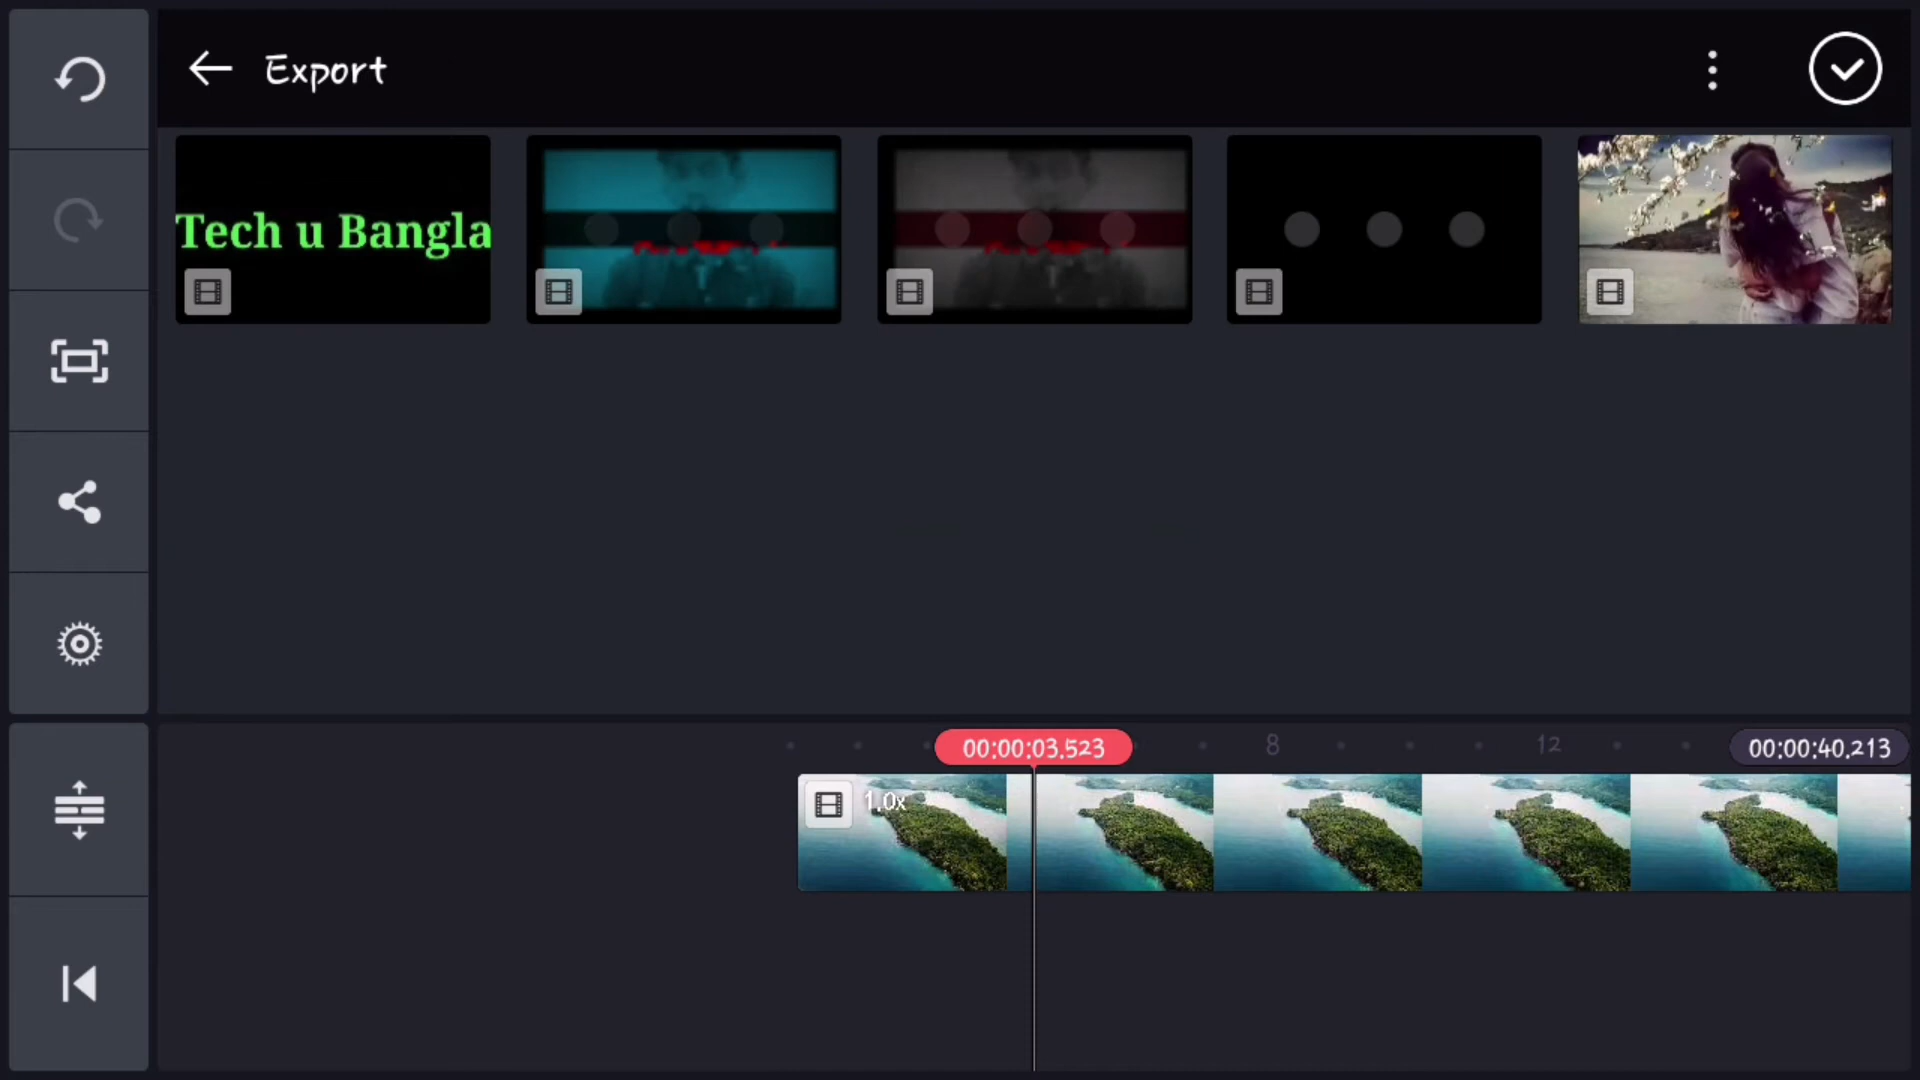 Export
Tech u Bangla
00:00:03.523
8
12
00:00:40.213
1.0x